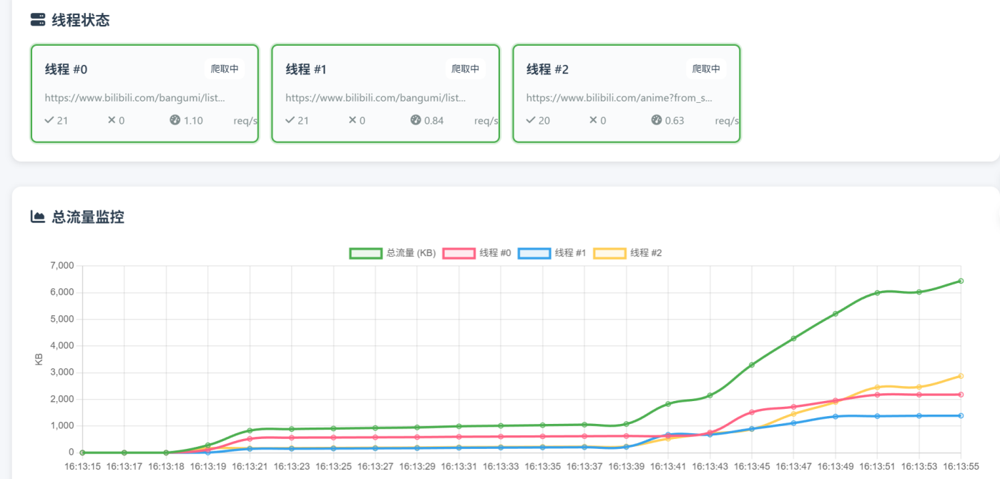 线程状态
线程 #0 爬取中
https://www.bilibili.com/bangumi/list...
21 0 1.10 req/s
线程 #1 爬取中
https://www.bilibili.com/bangumi/list...
21 0 0.84 req/s
线程 #2 爬取中
https://www.bilibili.com/anime?from_s...
20 0 0.63 req/s
总流量监控
总流量 (KB) 线程 #0 线程 #1 线程 #2
7,000
6,000
5,000
4,000
3,000
2,000
1,000
0
KB
16:13:15 16:13:17 16:13:18 16:13:19 16:13:21 16:13:23 16:13:25 16:13:27 16:13:29 16:13:31 16:13:33 16:13:35 16:13:37 16:13:39 16:13:41 16:13:43 16:13:45 16:13:47 16:13:49 16:13:51 16:13:53 16:13:55